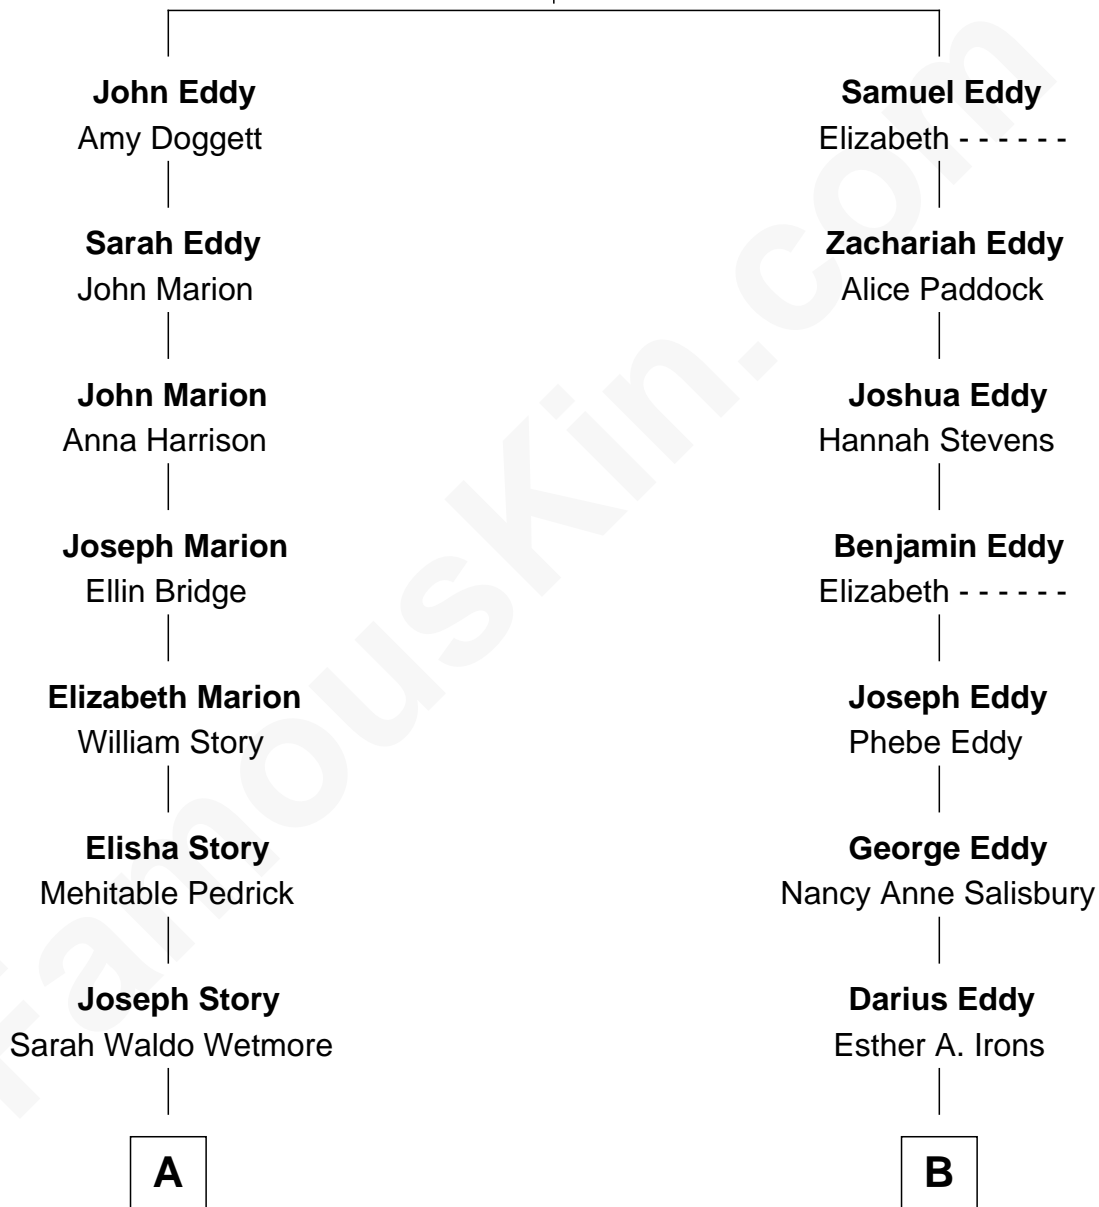 John Eddy
Amy Doggett
Sarah Eddy
John Marion
John Marion
Anna Harrison
Joseph Marion
Ellin Bridge
Elizabeth Marion
William Story
Elisha Story
Mehitable Pedrick
Joseph Story
Sarah Waldo Wetmore
A
Samuel Eddy
Elizabeth - - - - - -
Zachariah Eddy
Alice Paddock
Joshua Eddy
Hannah Stevens
Benjamin Eddy
Elizabeth - - - - - -
Joseph Eddy
Phebe Eddy
George Eddy
Nancy Anne Salisbury
Darius Eddy
Esther A. Irons
B
FamousKin.com